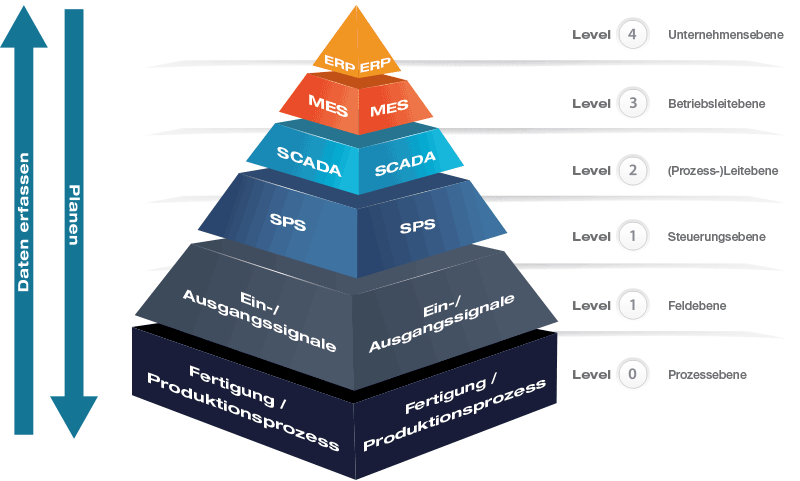 Daten erfassen
Planen
ERP ERP
MES MES
SCADA SCADA
SPS SPS
Ein-/
Ausgangssignale
Ein-/
Ausgangssignale
Fertigung /
Produktionsprozess
Fertigung /
Produktionsprozess
Level 4 Unternehmensebene
Level 3 Betriebsleitebene
Level 2 (Prozess-)Leitebene
Level 1 Steuerungsebene
Level 1 Feldebene
Level 0 Prozessebene